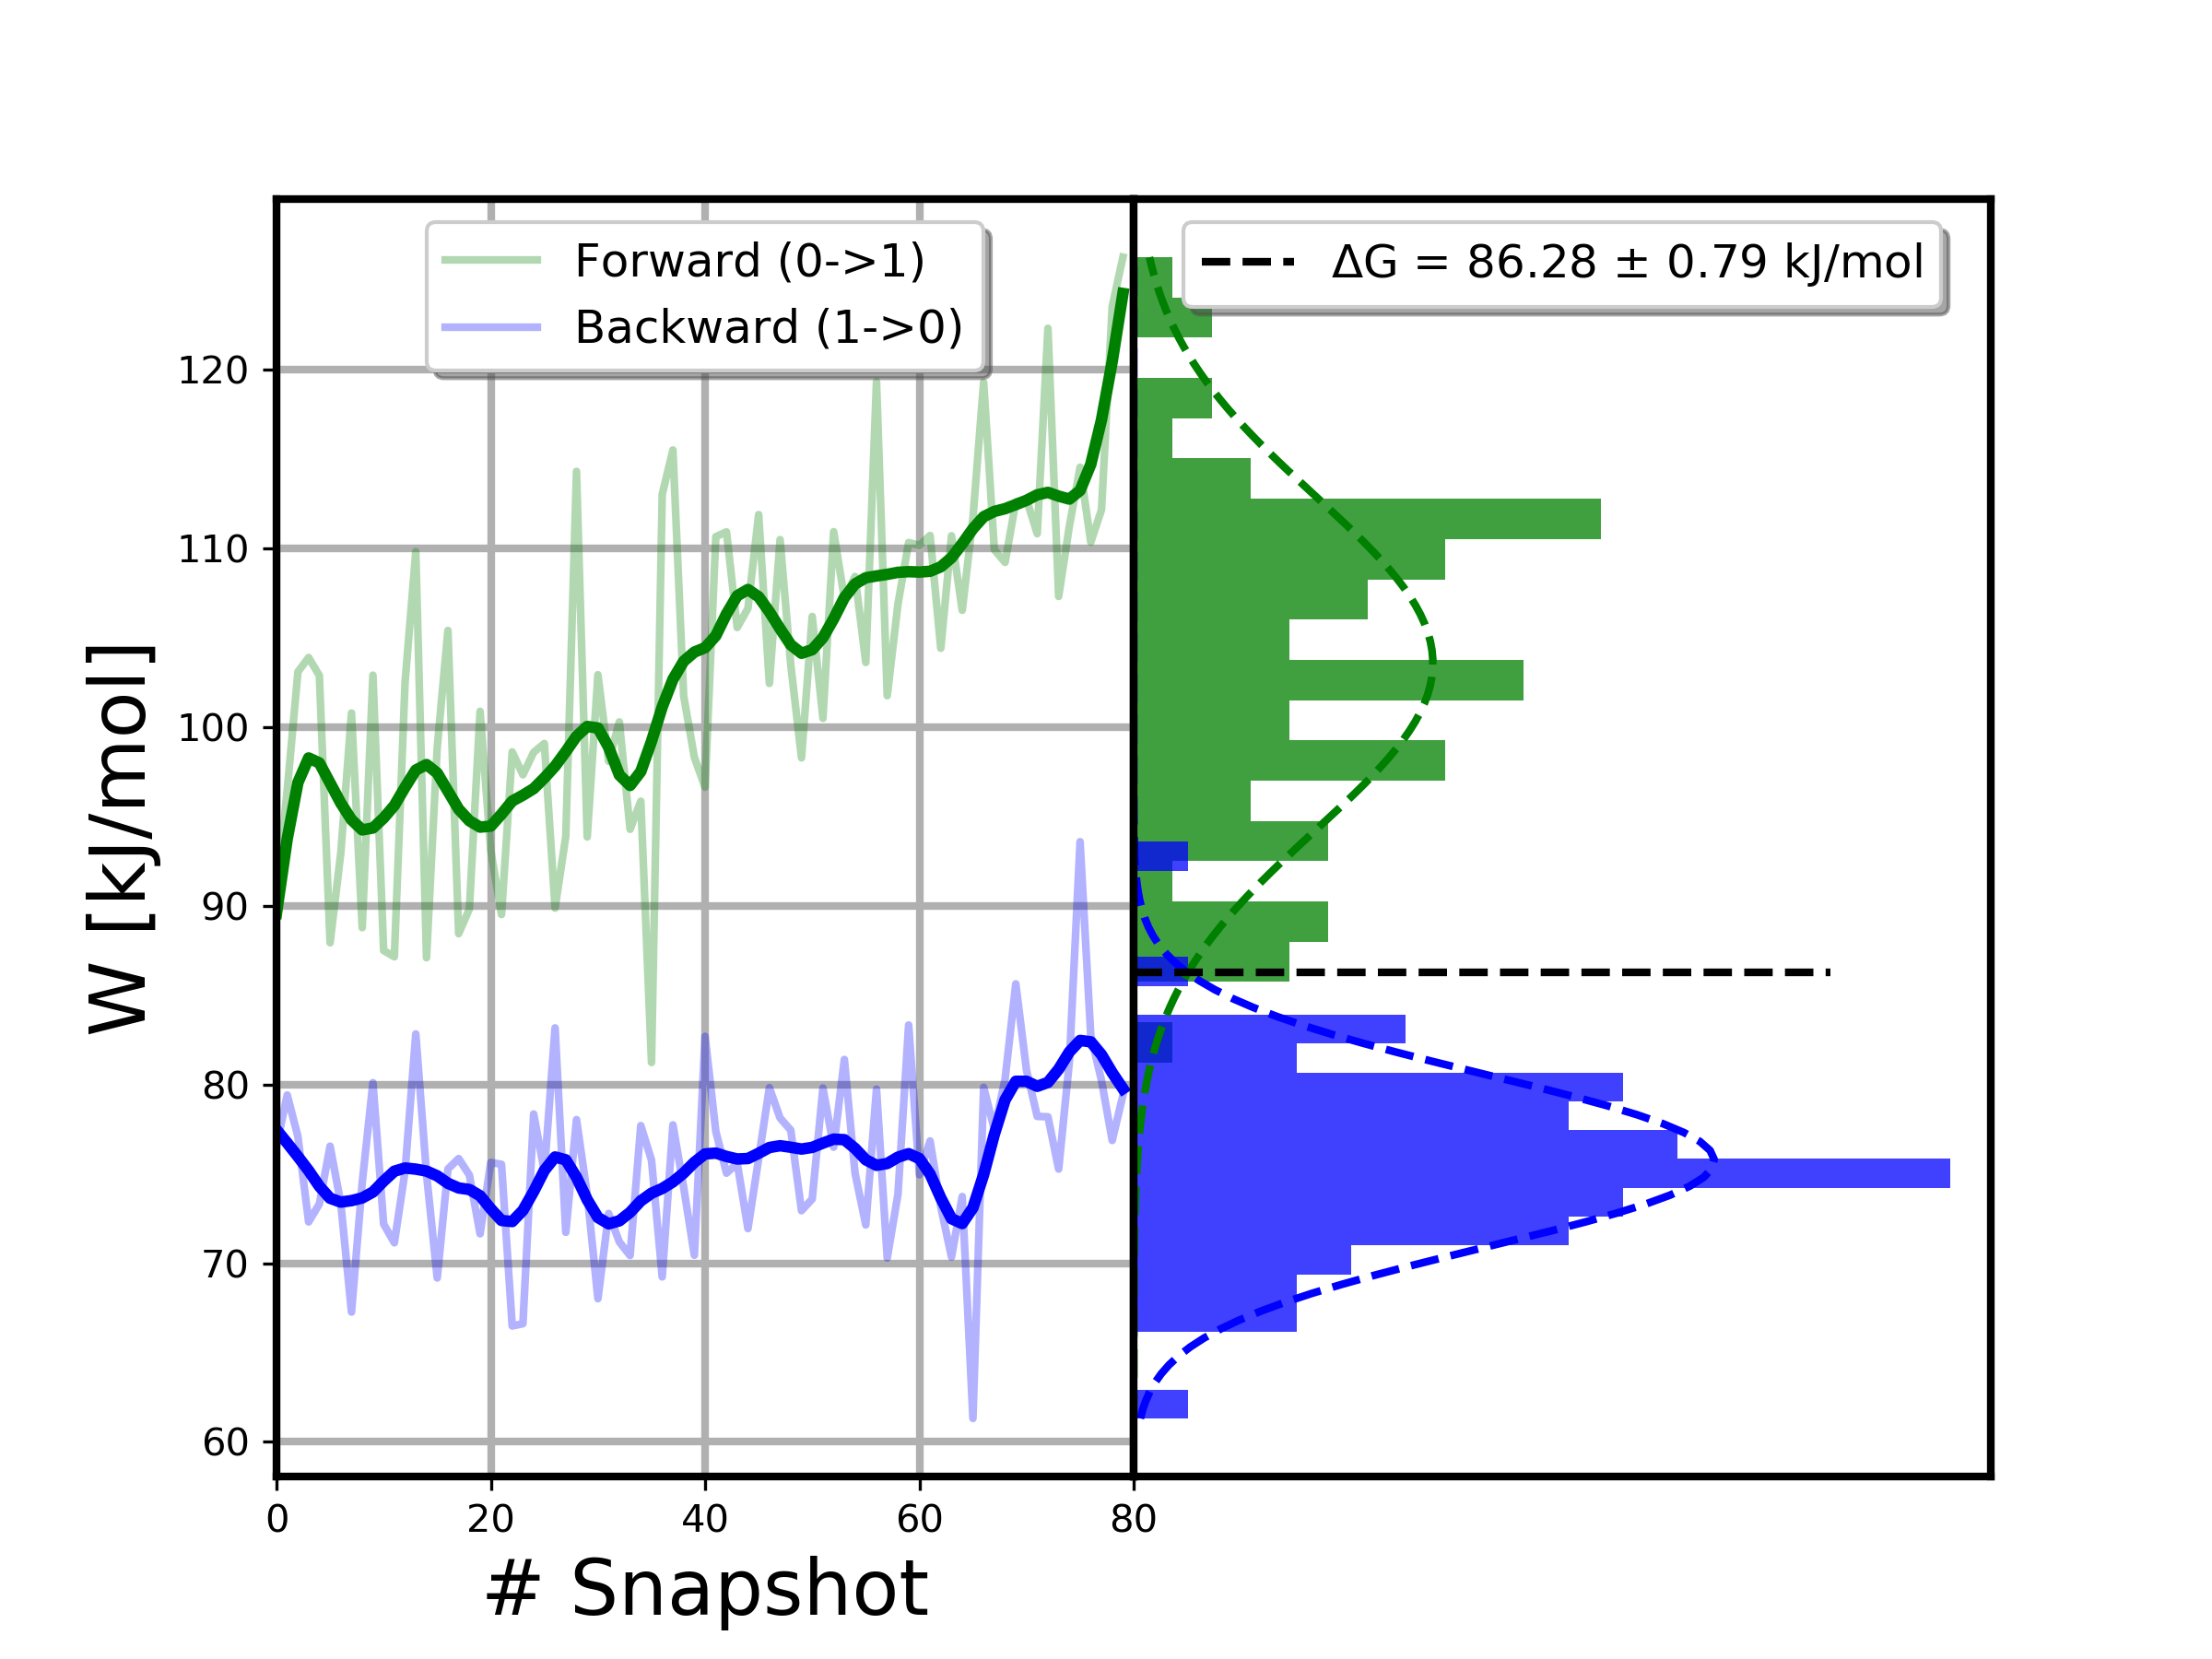 Forward (0->1)
Backward (1->0)
ΔG = 86.28 ± 0.79 kJ/mol
120
110
100
90
80
70
60
W [kJ/mol]
0 20 40 60 80
# Snapshot